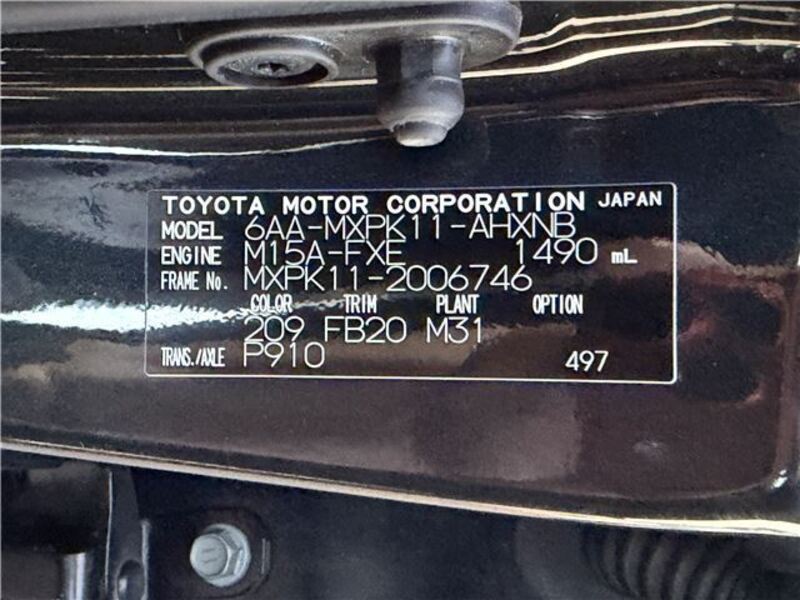 TOYOTA MOTOR CORPORATION JAPAN
MODEL 6AA-MXPK11-AHXNB
ENGINE M15A-FXE 1490 mL
FRAME No. MXPK11-2006746
COLOR TRIM PLANT OPTION
209 FB20 M31
TRANS./AXLE P910 497